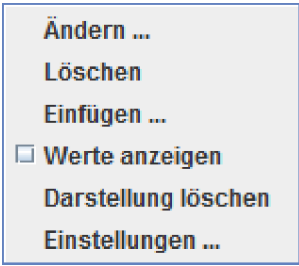 Ändern ...
Löschen
Einfügen ...
Werte anzeigen
Darstellung löschen
Einstellungen ...